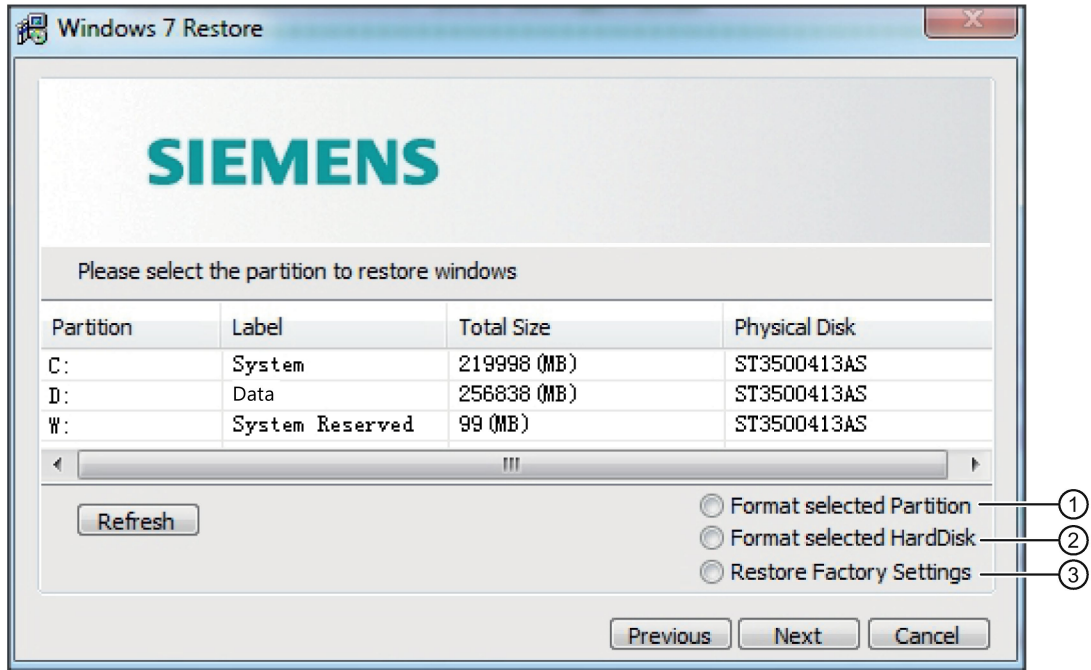 Windows 7 Restore
SIEMENS
Please select the partition to restore windows
Partition Label Total Size Physical Disk
C: System 219998(MB) ST3500413AS
D: Data 256838(MB) ST3500413AS
W: System Reserved 99(MB) ST3500413AS
Refresh
Format selected Partition 1
Format selected HardDisk 2
Restore Factory Settings 3
Previous Next Cancel